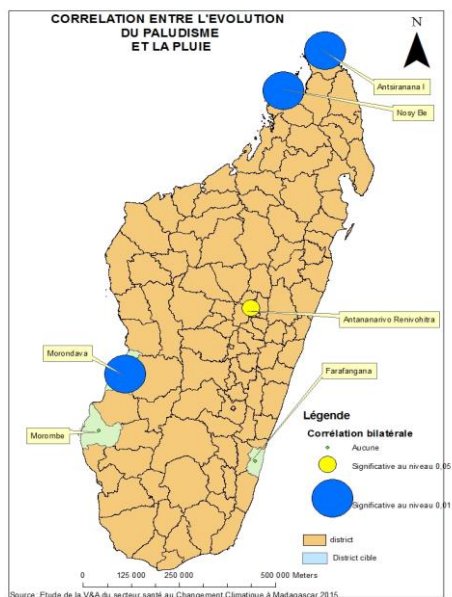 CORRELATION ENTRE L'EVOLUTION
DU PALUDISME
ET LA PLUIE
N
Antsiranana I
Nosy Be
Antananarivo Renivohitra
Morondava
Farafangana
Morombe
Légende
Corrélation bilatérale
Aucune
Significative au niveau 0,05
Significative au niveau 0,01
district
District cible
0 125 000 250 000 500 000 Meters
Source : Etude de la V&A du secteur santé au Changement Climatique à Madagascar 2015